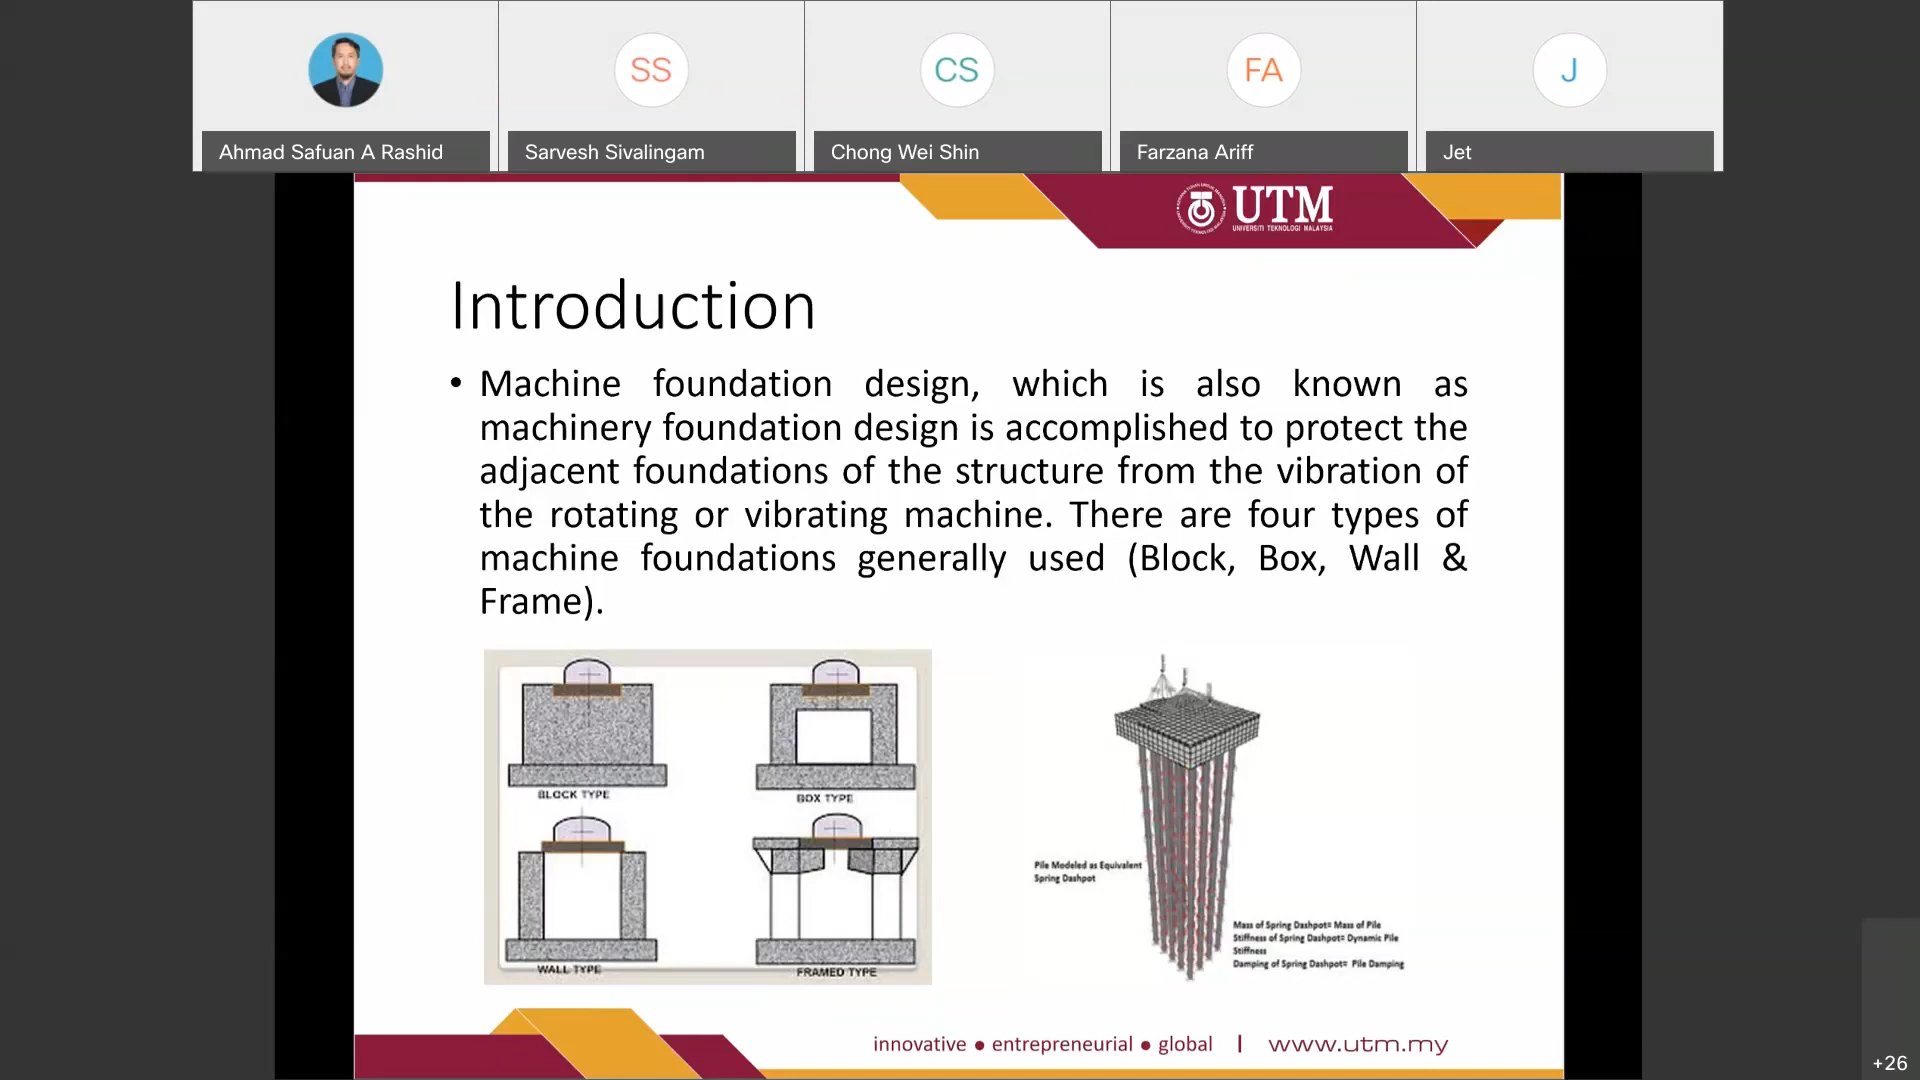 SS
CS
FA
J
Ahmad Safuan A Rashid
Sarvesh Sivalingam
Chong Wei Shin
Farzana Ariff
Jet
UTM
UNIVERSITI TEKNOLOGI MALAYSIA
Introduction
• Machine foundation design, which is also known as
machinery foundation design is accomplished to protect the
adjacent foundations of the structure from the vibration of
the rotating or vibrating machine. There are four types of
machine foundations generally used (Block, Box, Wall &
Frame).
BLOCK TYPE
BOX TYPE
WALL TYPE
FRAMED TYPE
Pile Modeled as Equivalent
Spring Dashpot
Mass of Spring Dashpot= Mass of Pile
Stiffness of Spring Dashpot= Dynamic Pile
Stiffness
Damping of Spring Dashpot= Pile Damping
innovative ● entrepreneurial ● global | www.utm.my
+26